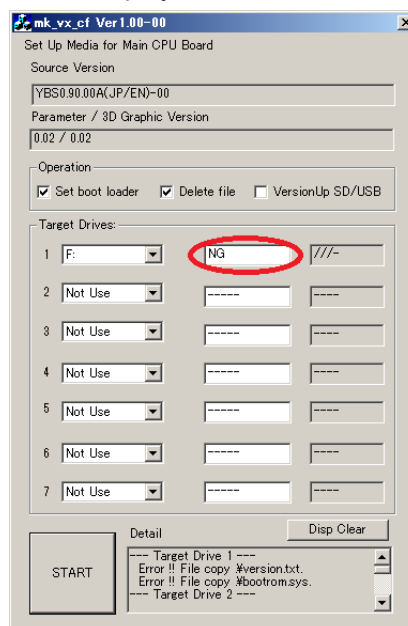 mk_vx_cf Ver1.00-00
Set Up Media for Main CPU Board
Source Version
YBS0.90.00A(JP/EN)-00
Parameter / 3D Graphic Version
0.02 / 0.02
Operation
Set boot loader Delete file VersionUp SD/USB
Target Drives:
1 F: NG ///-
2 Not Use ----- ----
3 Not Use ----- ----
4 Not Use ----- ----
5 Not Use ----- ----
6 Not Use ----- ----
7 Not Use ----- ----
Detail Disp Clear
START
--- Target Drive 1 ---
Error !! File copy .¥version.txt.
Error !! File copy .¥bootrom.sys.
--- Target Drive 2 ---